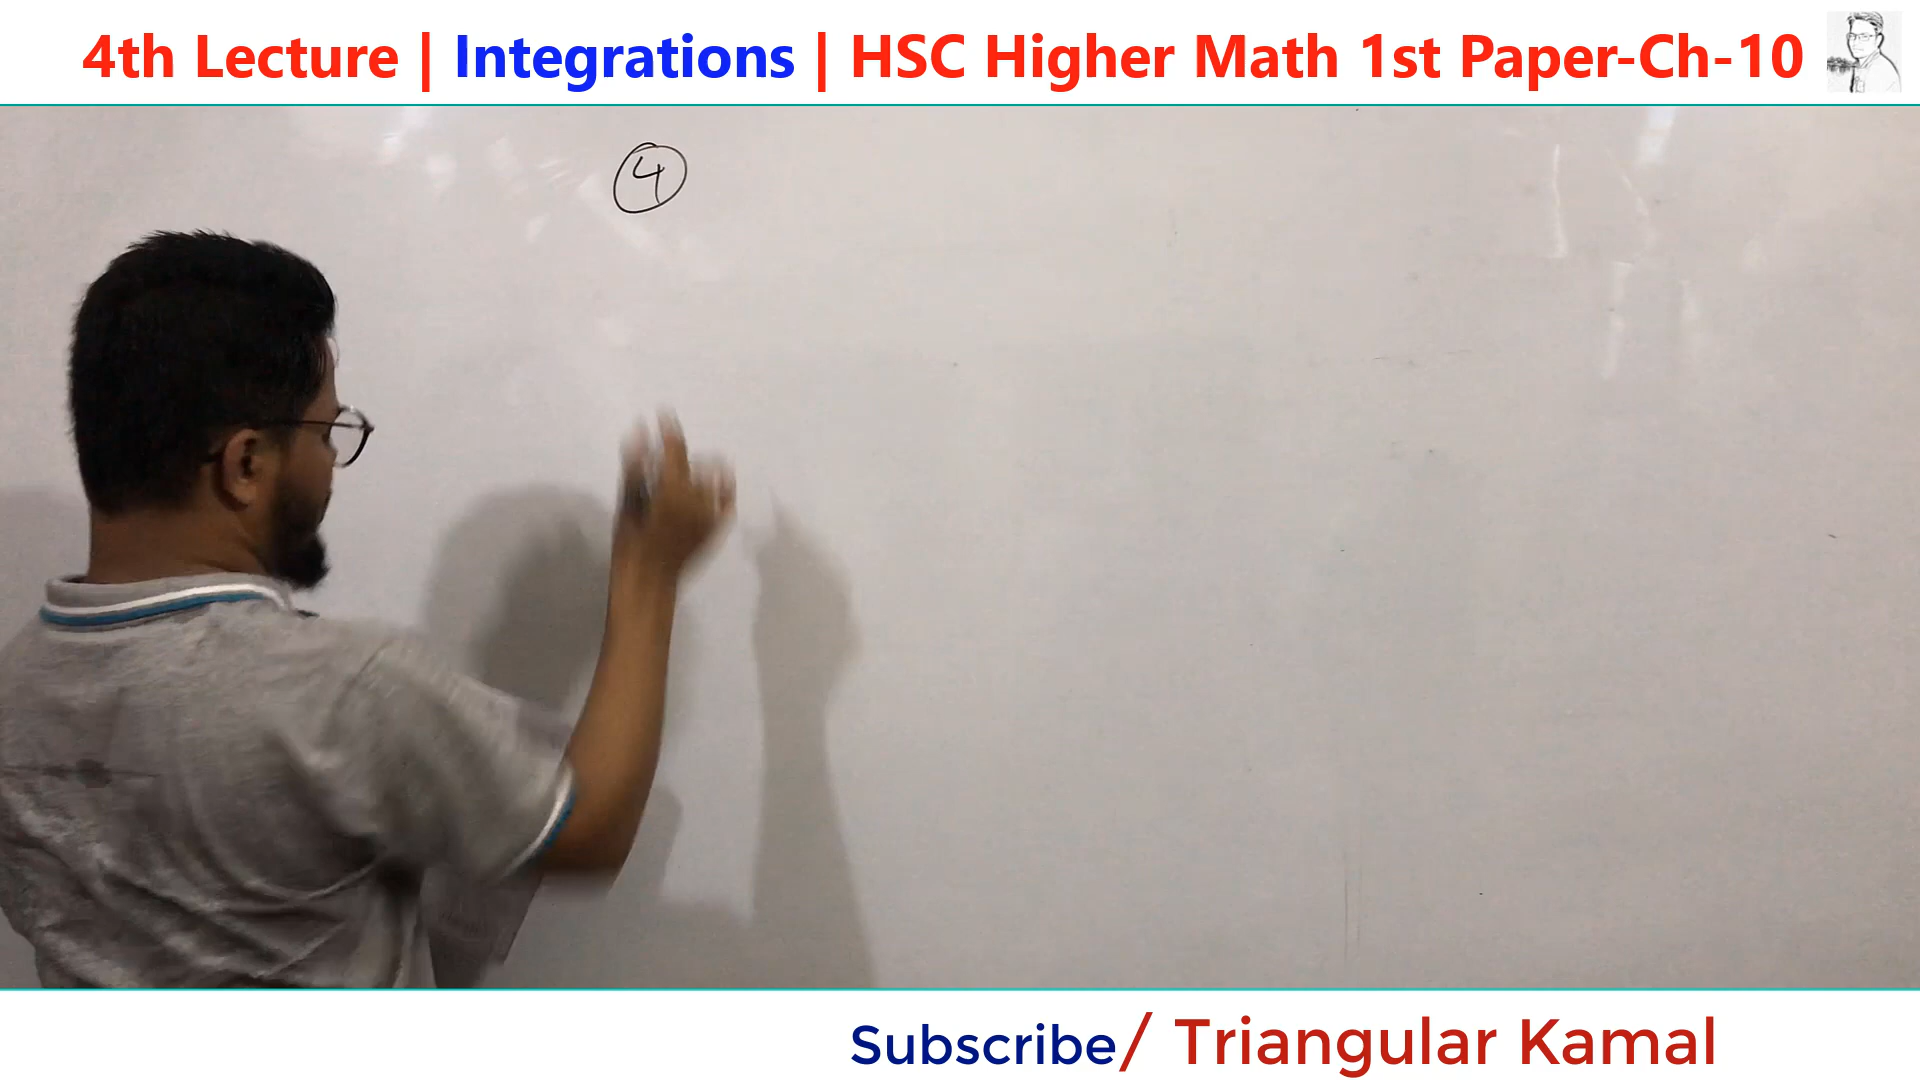 4th Lecture | Integrations | HSC Higher Math 1st Paper-Ch-10
4
Subscribe/ Triangular Kamal